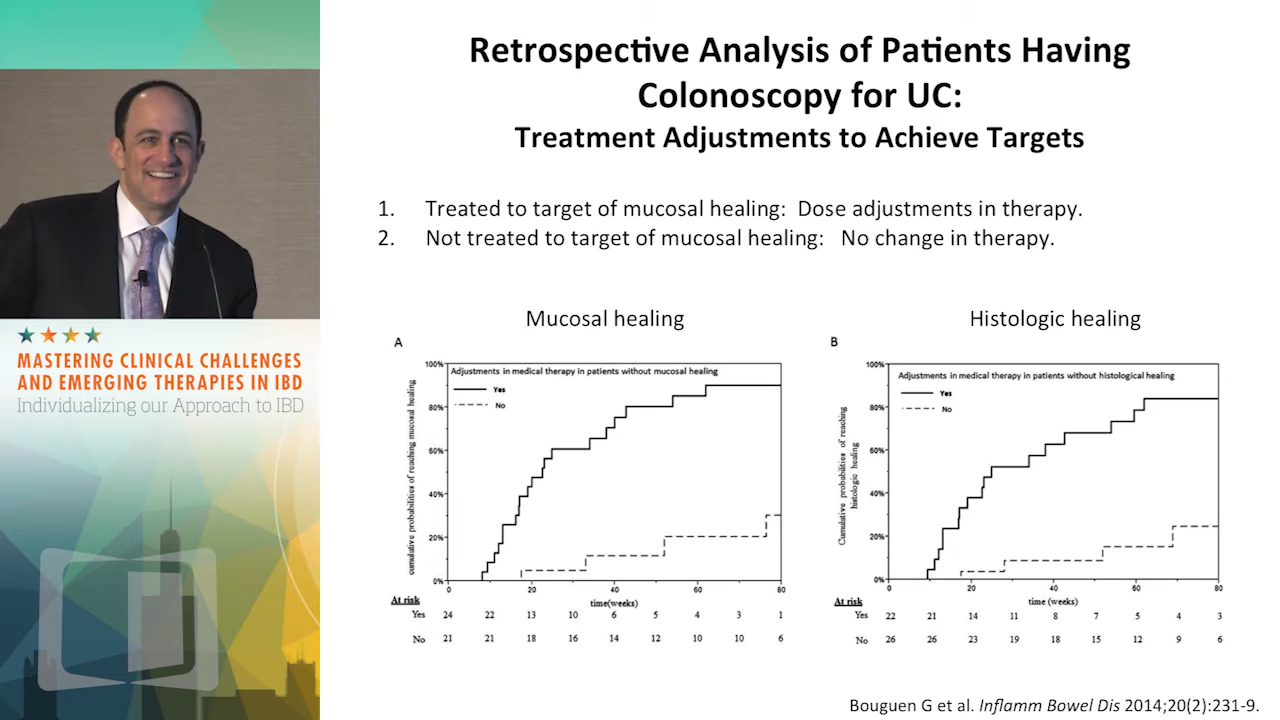 Retrospective Analysis of Patients Having
Colonoscopy for UC:
Treatment Adjustments to Achieve Targets
1. Treated to target of mucosal healing: Dose adjustments in therapy.
2. Not treated to target of mucosal healing: No change in therapy.
MASTERING CLINICAL CHALLENGES
AND EMERGING THERAPIES IN IBD
Individualizing our Approach to IBD
Mucosal healing
A
Adjustments in medical therapy in patients without mucosal healing
Yes
No
cumulative probabilities of reaching mucosal healing
100%
80%
60%
40%
20%
0%
0 20 40 60 80
time(weeks)
At risk
Yes 24 22 13 10 6 5 4 3 1
No 21 21 18 16 14 12 10 10 6
Histologic healing
B
Adjustments in medical therapy in patients without histological healing
Yes
No
Cumulative probabilities of reaching
histologic healing
100%
80%
60%
40%
20%
0%
0 20 40 60 80
time (weeks)
At risk
Yes 22 21 14 11 8 7 5 4 3
No 26 26 23 19 18 15 12 9 6
Bouguen G et al. Inflamm Bowel Dis 2014;20(2):231-9.